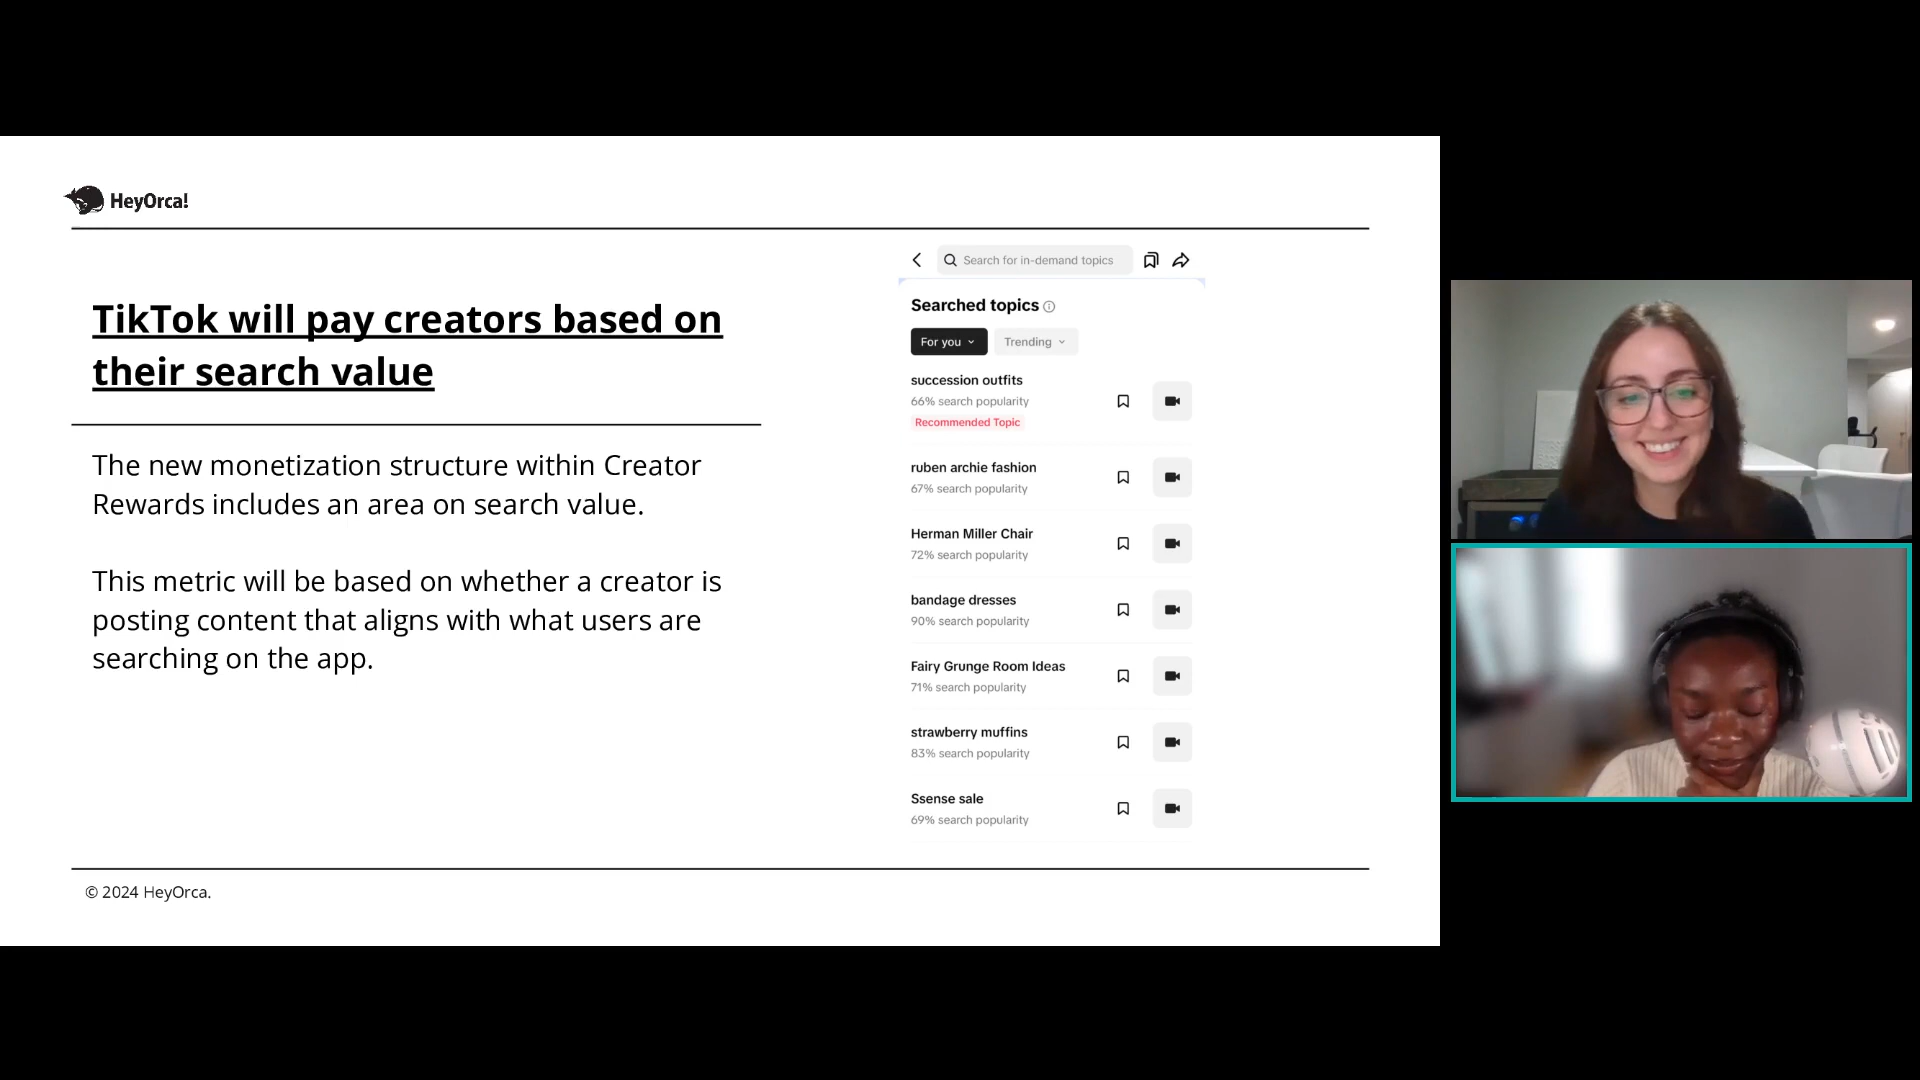 HeyOrca!
TikTok will pay creators based on
their search value
The new monetization structure within Creator
Rewards includes an area on search value.
This metric will be based on whether a creator is
posting content that aligns with what users are
searching on the app.
Search for in-demand topics
Searched topics
For you
Trending
succession outfits
66% search popularity
Recommended Topic
ruben archie fashion
67% search popularity
Herman Miller Chair
72% search popularity
bandage dresses
90% search popularity
Fairy Grunge Room Ideas
71% search popularity
strawberry muffins
83% search popularity
Ssense sale
69% search popularity
© 2024 HeyOrca.